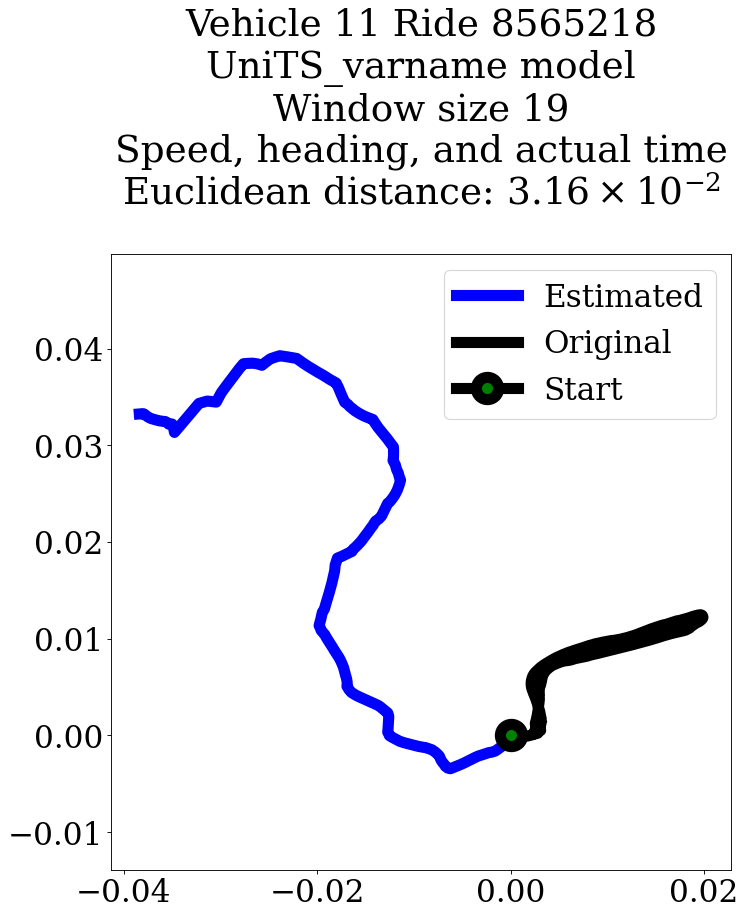 Vehicle 11 Ride 8565218
UniTS_varname model
Window size 19
Speed, heading, and actual time
Euclidean distance: 3.16 × 10⁻²
Estimated
Original
Start
0.04
0.03
0.02
0.01
0.00
−0.01
−0.04 −0.02 0.00 0.02